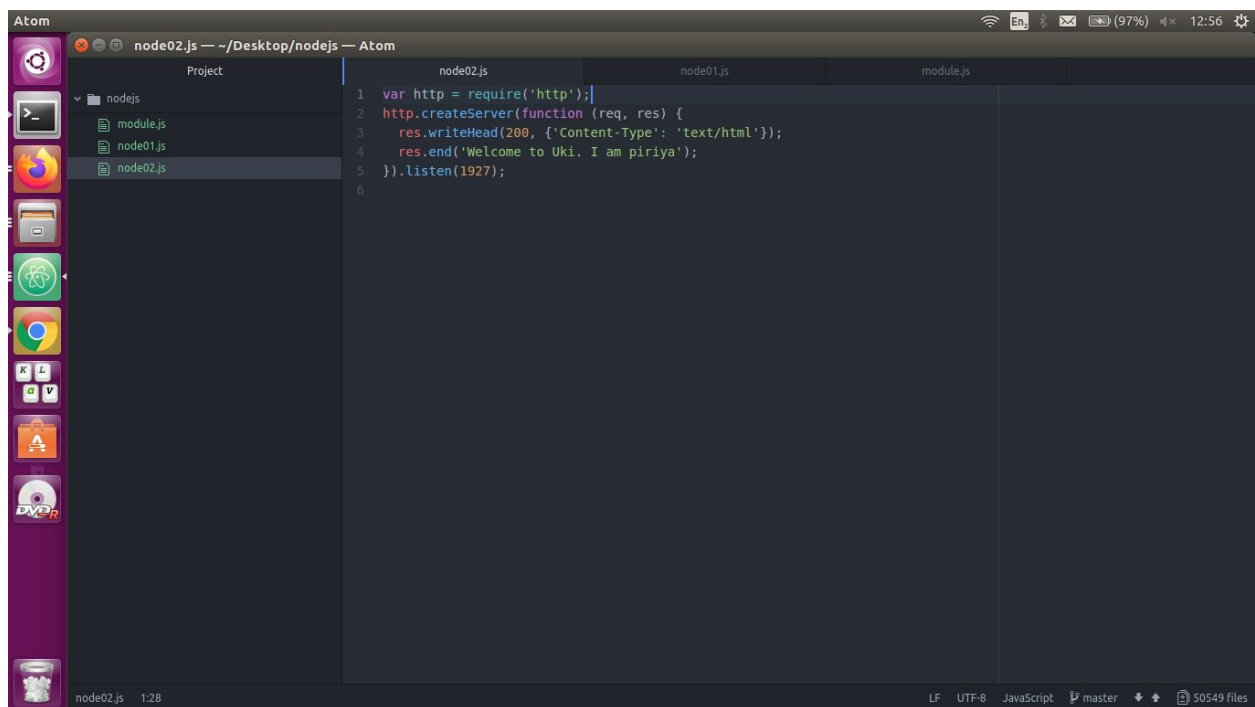 Atom
En₂
(97%)
12:56
node02.js — ~/Desktop/nodejs — Atom
Project
node02.js
node01.js
module.js
nodejs
module.js
node01.js
node02.js
1 var http = require('http');
2 http.createServer(function (req, res) {
3   res.writeHead(200, {'Content-Type': 'text/html'});
4   res.end('Welcome to Uki. I am piriya');
5 }).listen(1927);
6
K L
a v
A
DVD-R
node02.js 1:28
LF UTF-8 JavaScript master 50549 files